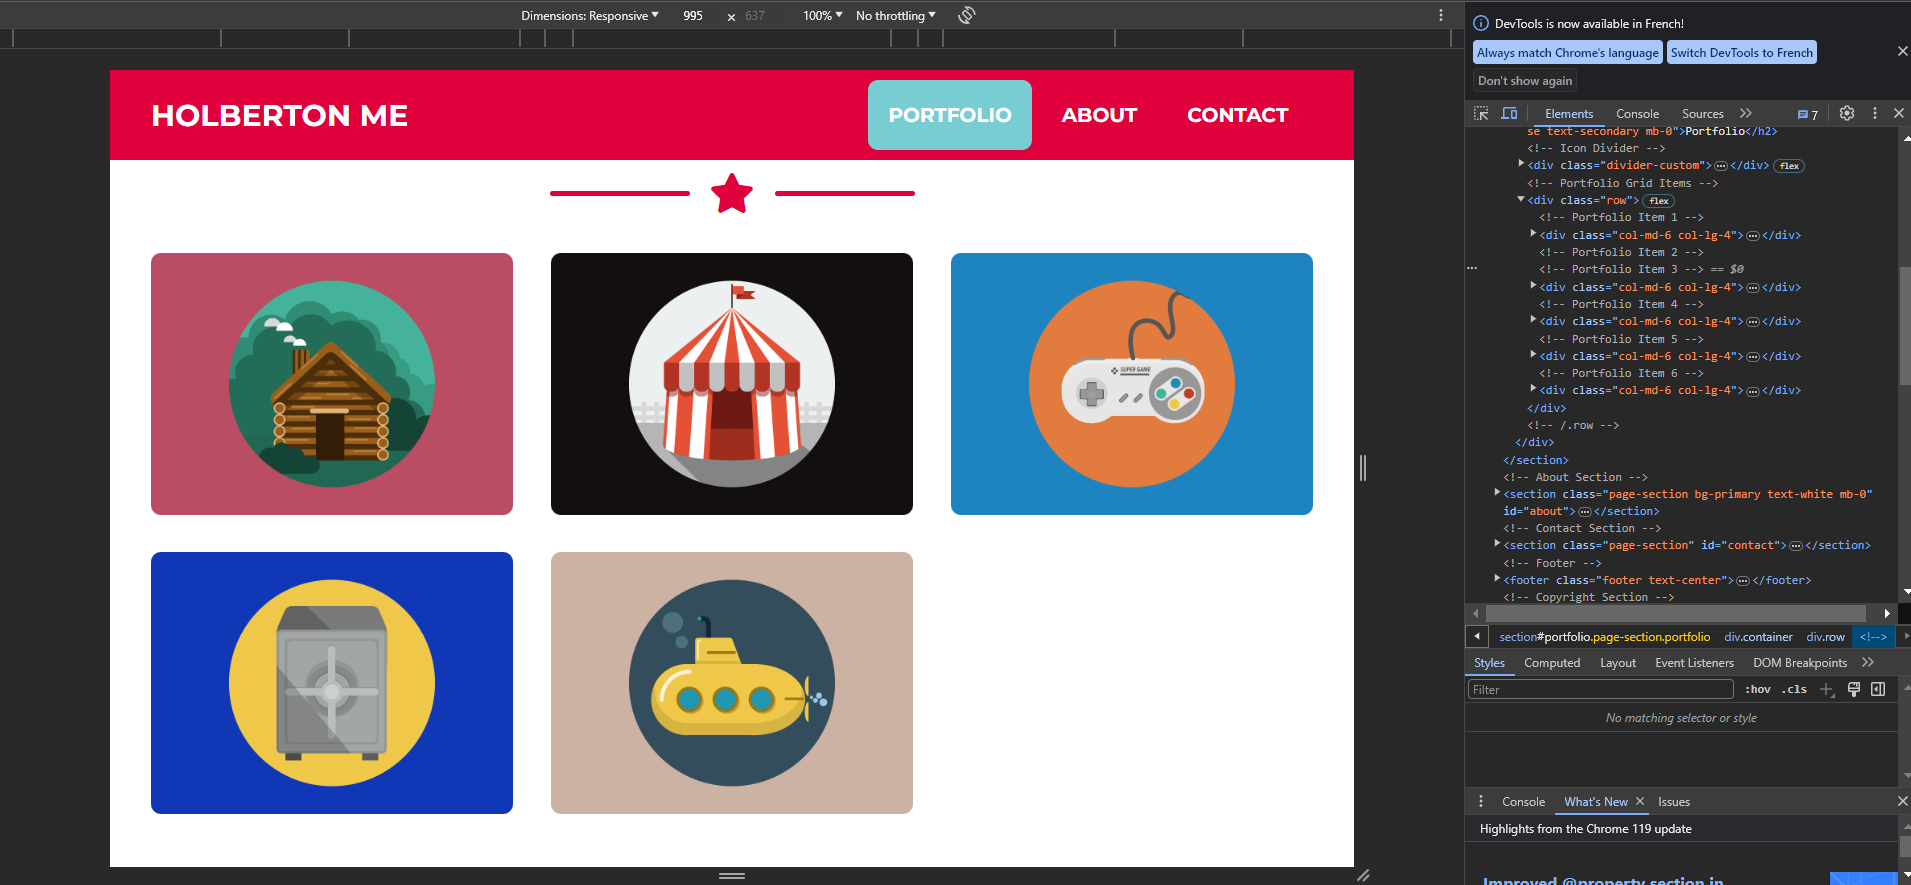 Dimensions: Responsive 995 × 637 100% No throttling
HOLBERTON ME
PORTFOLIO ABOUT CONTACT
SUPER GAME
DevTools is now available in French!
Always match Chrome's language Switch DevTools to French
Don't show again
Elements Console Sources 7
se text-secondary mb-0">Portfolio</h2>
<!-- Icon Divider -->
<div class="divider-custom">…</div> flex
<!-- Portfolio Grid Items -->
<div class="row"> flex
<!-- Portfolio Item 1 -->
<div class="col-md-6 col-lg-4">…</div>
<!-- Portfolio Item 2 -->
<!-- Portfolio Item 3 --> == $0
<div class="col-md-6 col-lg-4">…</div>
<!-- Portfolio Item 4 -->
<div class="col-md-6 col-lg-4">…</div>
<!-- Portfolio Item 5 -->
<div class="col-md-6 col-lg-4">…</div>
<!-- Portfolio Item 6 -->
<div class="col-md-6 col-lg-4">…</div>
</div>
<!-- /.row -->
</div>
</section>
<!-- About Section -->
<section class="page-section bg-primary text-white mb-0"
id="about">…</section>
<!-- Contact Section -->
<section class="page-section" id="contact">…</section>
<!-- Footer -->
<footer class="footer text-center">…</footer>
<!-- Copyright Section -->
section#portfolio.page-section.portfolio div.container div.row <!-->
Styles Computed Layout Event Listeners DOM Breakpoints
Filter :hov .cls
No matching selector or style
Console What's New Issues
Highlights from the Chrome 119 update
Improved @property section in